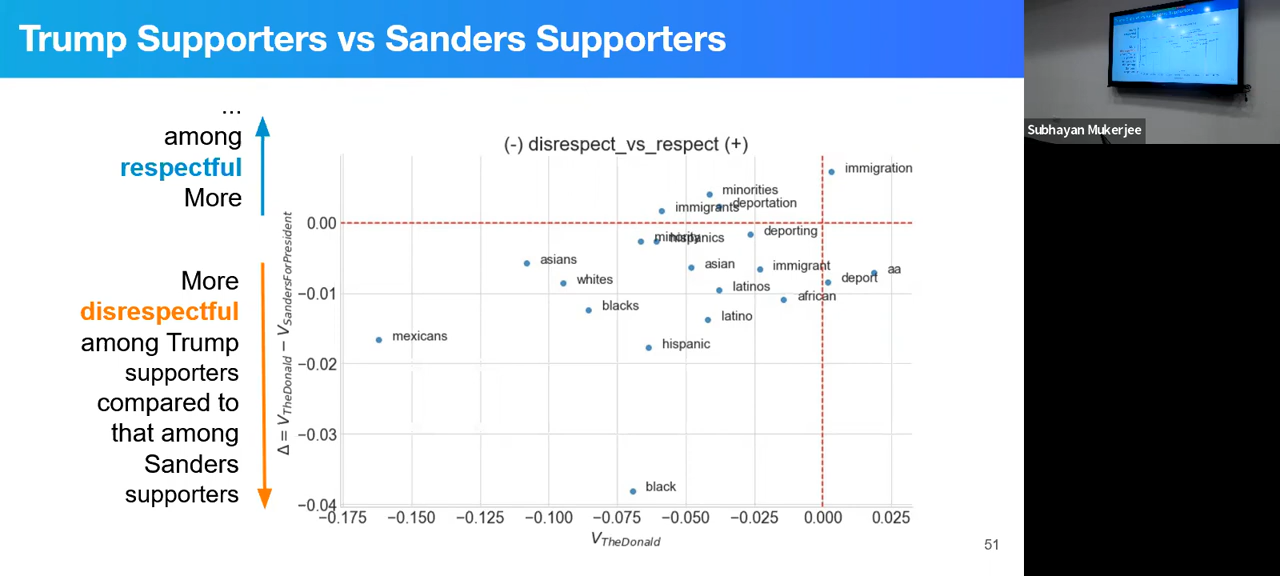 Trump Supporters vs Sanders Supporters
...
among
respectful
More
More
disrespectful
among Trump
supporters
compared to
that among
Sanders
supporters
(-) disrespect_vs_respect (+)
Δ = V_TheDonald − V_SandersForPresident
0.00
−0.01
−0.02
−0.03
−0.04
immigration
minorities
deportation
immigrants
deporting
minority
hispanics
asians
asian
immigrant
aa
whites
deport
latinos
african
blacks
latino
mexicans
hispanic
black
−0.175
−0.150
−0.125
−0.100
−0.075
−0.050
−0.025
0.000
0.025
V_TheDonald
51
Subhayan Mukerjee